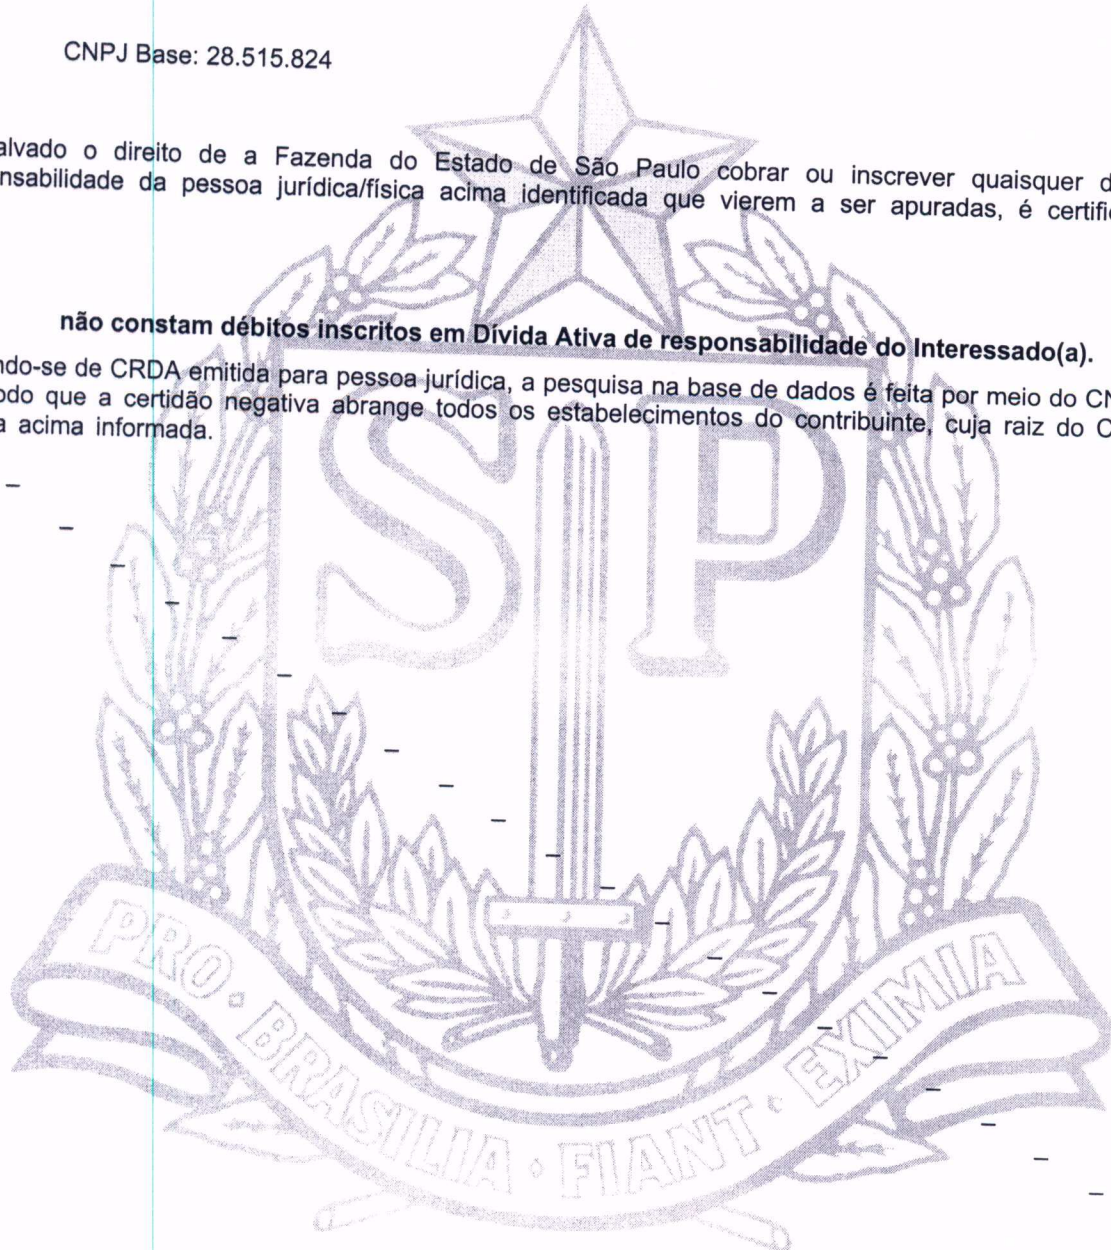 CNPJ Base: 28.515.824
alvado o direito de a Fazenda do Estado de São Paulo cobrar ou inscrever quaisquer d
nsabilidade da pessoa jurídica/física acima identificada que vierem a ser apuradas, é certifi
não constam débitos inscritos em Dívida Ativa de responsabilidade do Interessado(a).
ndo-se de CRDA emitida para pessoa jurídica, a pesquisa na base de dados é feita por meio do CN
odo que a certidão negativa abrange todos os estabelecimentos do contribuinte, cuja raiz do C
a acima informada.
SP
PRO · BRASILIA · FIANT · EXIMIA